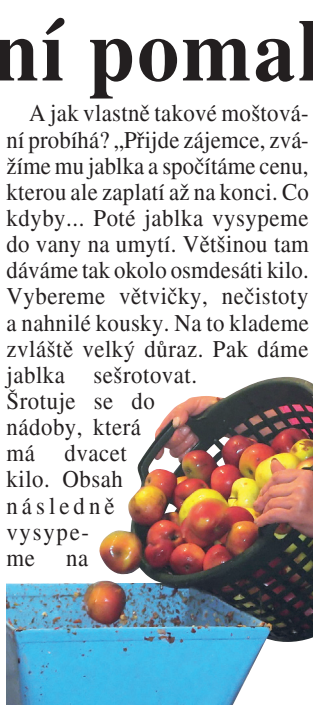 ní pomal
A jak vlastně takové moštová-
ní probíhá? „Přijde zájemce, zvá-
žíme mu jablka a spočítáme cenu,
kterou ale zaplatí až na konci. Co
kdyby... Poté jablka vysypeme
do vany na umytí. Většinou tam
dáváme tak okolo osmdesáti kilo.
Vybereme větvičky, nečistoty
a nahnilé kousky. Na to klademe
zvláště velký důraz. Pak dáme
jablka sešrotovat.
Šrotuje se do
nádoby, která
má dvacet
kilo. Obsah
následně
vysype-
me na